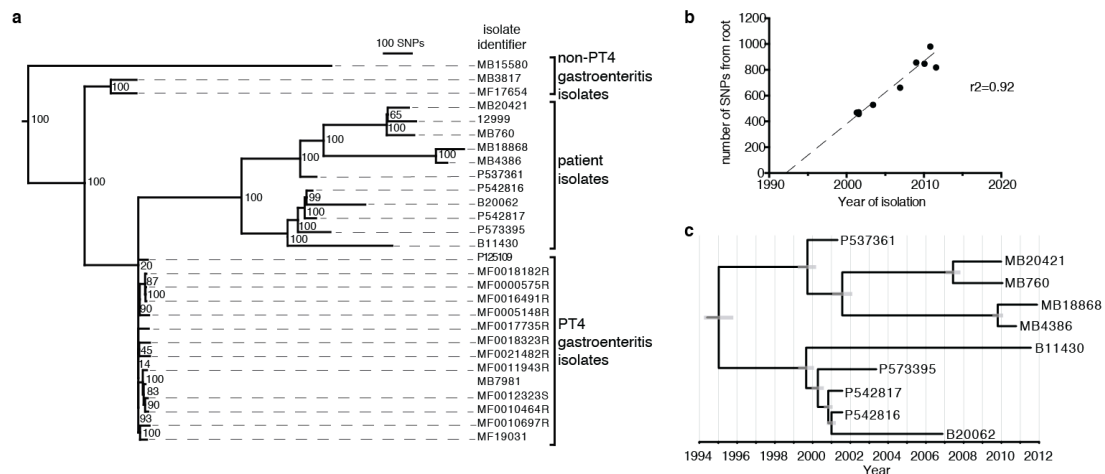 a
100 SNPs
isolate
identifier
MB15580
MB3817
MF17654
MB20421
12999
MB760
MB18868
MB4386
P537361
P542816
B20062
P542817
P573395
B11430
P125109
MF0018182R
MF0000575R
MF0016491R
MF0005148R
MF0017735R
MF0018323R
MF0021482R
MF0011943R
MB7981
MF0012323S
MF0010464R
MF0010697R
MF19031
non-PT4
gastroenteritis
isolates
patient
isolates
PT4
gastroenteritis
isolates
100
100
100
65
100
100
100
100
100
99
100
100
100
20
87
100
90
45
14
100
83
90
93
100
b
number of SNPs from root
1200
1000
800
600
400
200
0
1990
2000
2010
2020
Year of isolation
r2=0.92
c
P537361
MB20421
MB760
MB18868
MB4386
B11430
P573395
P542817
P542816
B20062
1994 1996 1998 2000 2002 2004 2006 2008 2010 2012
Year